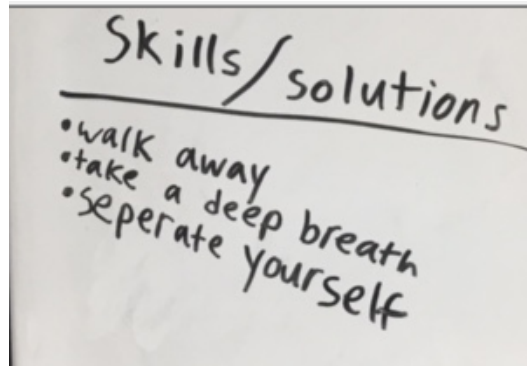 Skills/solutions
•walk away
•take a deep breath
•seperate yourself